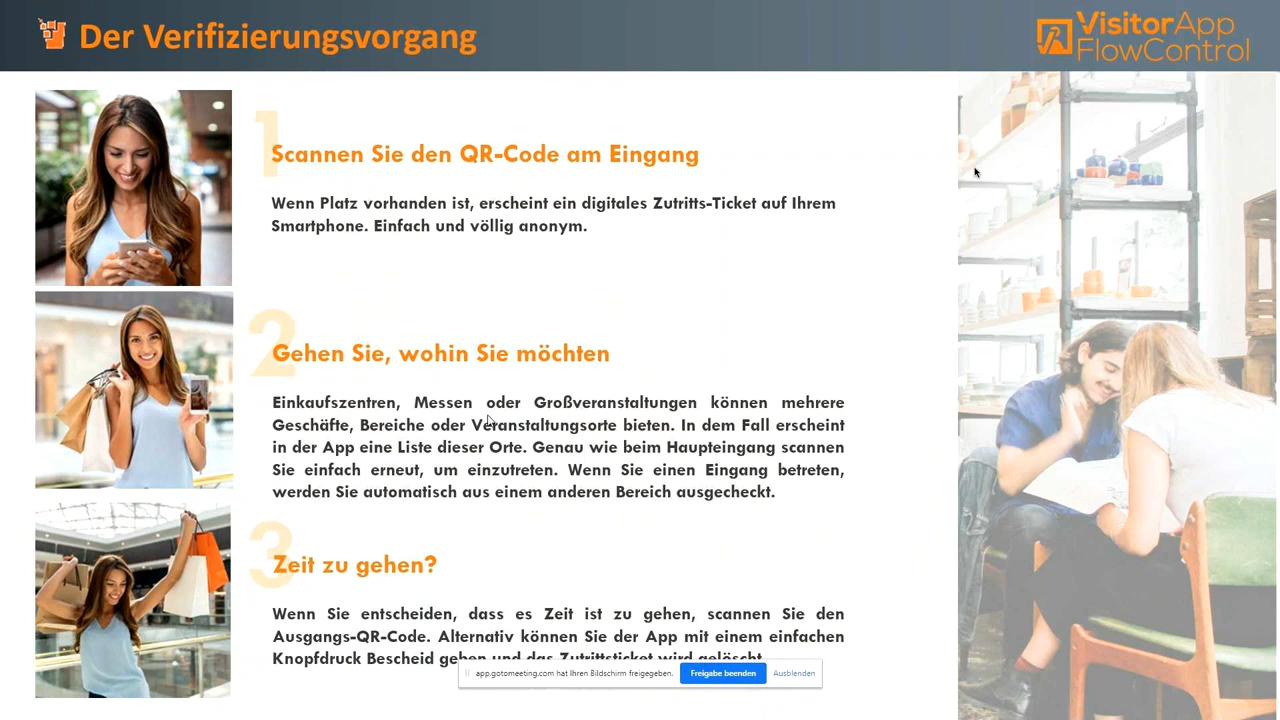 Der Verifizierungsvorgang
VisitorApp
FlowControl
1
Scannen Sie den QR-Code am Eingang
Wenn Platz vorhanden ist, erscheint ein digitales Zutritts-Ticket auf Ihrem
Smartphone. Einfach und völlig anonym.
2
Gehen Sie, wohin Sie möchten
Einkaufszentren, Messen oder Großveranstaltungen können mehrere
Geschäfte, Bereiche oder Veranstaltungsorte bieten. In dem Fall erscheint
in der App eine Liste dieser Orte. Genau wie beim Haupteingang scannen
Sie einfach erneut, um einzutreten. Wenn Sie einen Eingang betreten,
werden Sie automatisch aus einem anderen Bereich ausgecheckt.
3
Zeit zu gehen?
Wenn Sie entscheiden, dass es Zeit ist zu gehen, scannen Sie den
Ausgangs-QR-Code. Alternativ können Sie der App mit einem einfachen
Knopfdruck Bescheid geben und das Zutrittsticket wird gelöscht.
app.gotomeeting.com hat Ihren Bildschirm freigegeben.
Freigabe beenden
Ausblenden